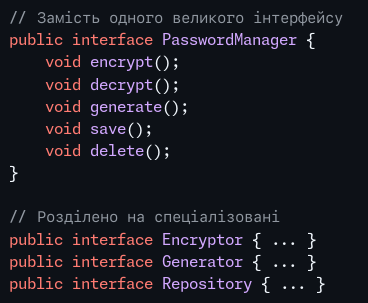 // Замість одного великого інтерфейсу
public interface PasswordManager {
    void encrypt();
    void decrypt();
    void generate();
    void save();
    void delete();
}

// Розділено на спеціалізовані
public interface Encryptor { ... }
public interface Generator { ... }
public interface Repository { ... }